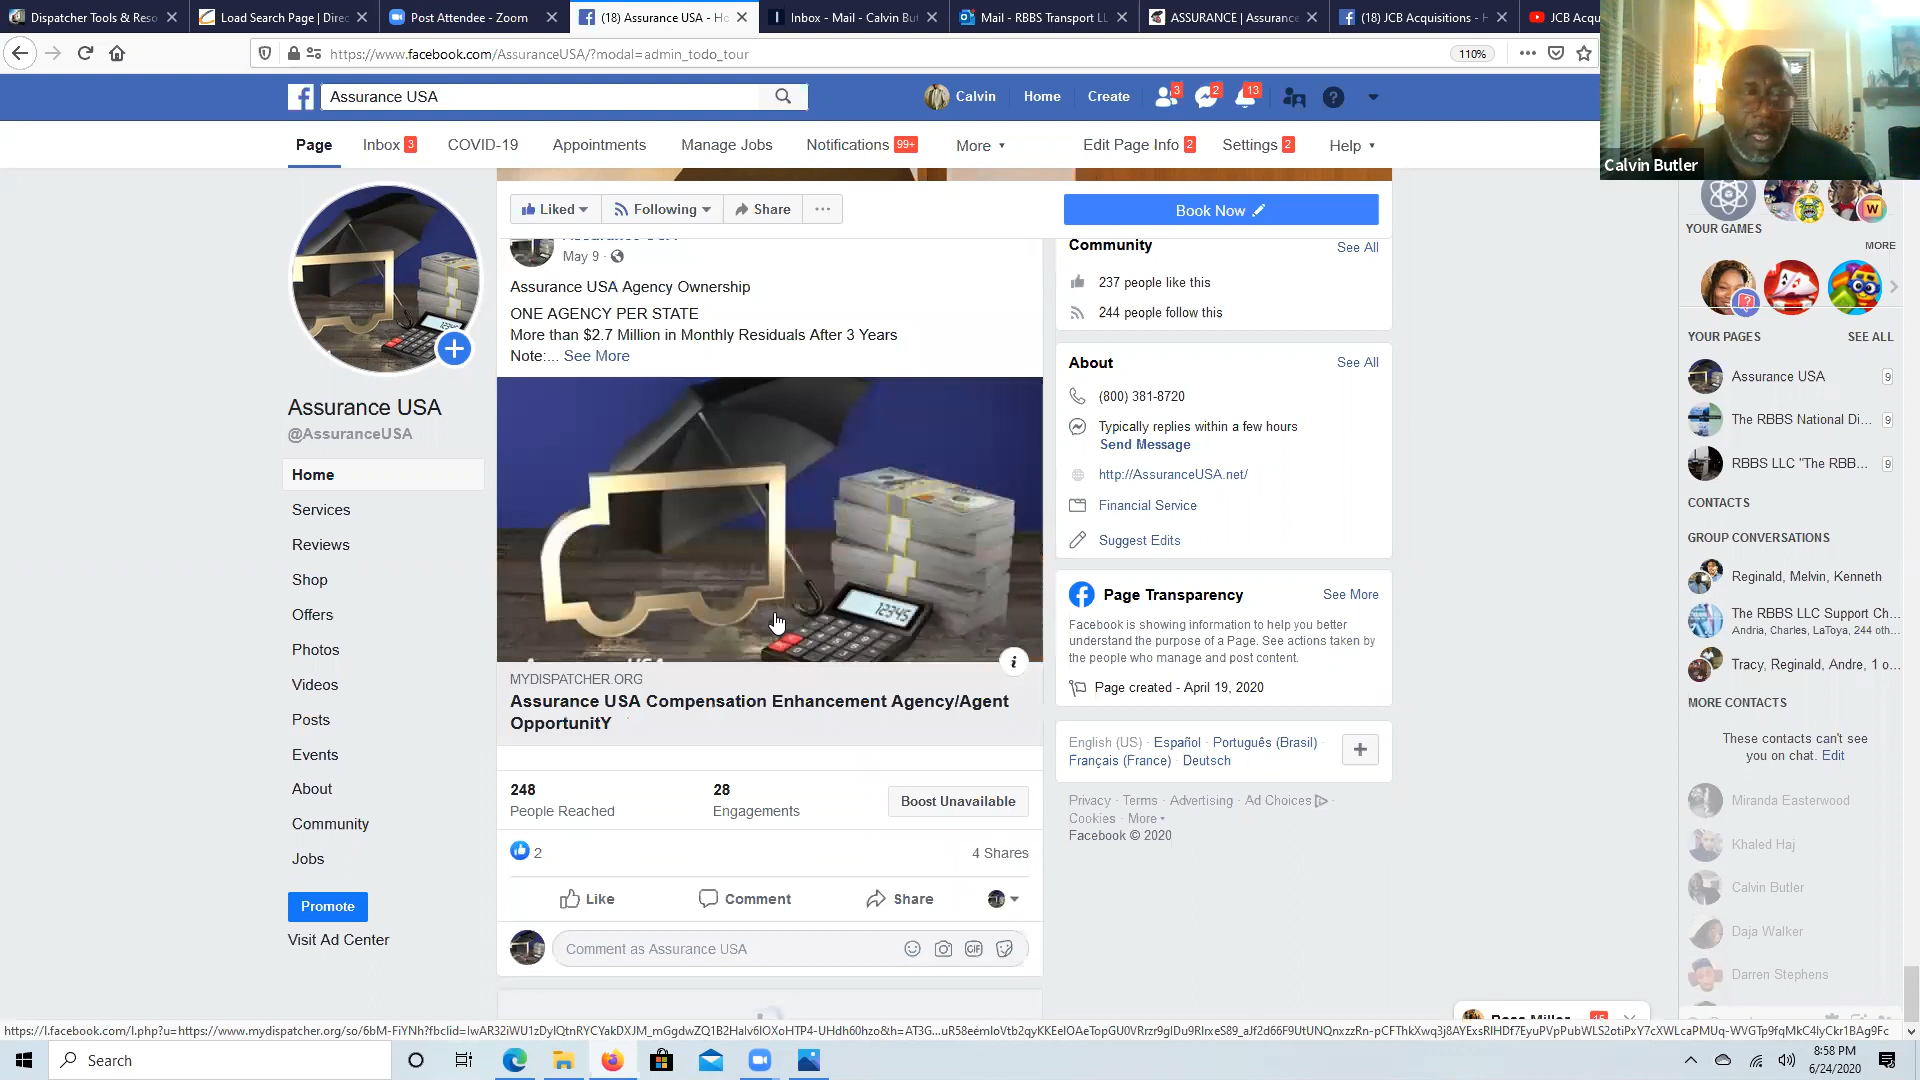 Dispatcher Tools & Reso
Load Search Page | Direc
Post Attendee - Zoom
(18) Assurance USA - Ho
Inbox - Mail - Calvin But
Mail - RBBS Transport LL
ASSURANCE | Assurance
(18) JCB Acquisitions - H
JCB Acqu
https://www.facebook.com/AssuranceUSA/?modal=admin_todo_tour
110%
Assurance USA
Calvin
Home
Create
3
2
13
Calvin Butler
Page
Inbox 3
COVID-19
Appointments
Manage Jobs
Notifications 99+
More
Edit Page Info 2
Settings 2
Help
Liked
Following
Share
Book Now
Assurance USA
@AssuranceUSA
Home
Services
Reviews
Shop
Offers
Photos
Videos
Posts
Events
About
Community
Jobs
Promote
Visit Ad Center
May 9
Assurance USA Agency Ownership
ONE AGENCY PER STATE
More than $2.7 Million in Monthly Residuals After 3 Years
Note:... See More
12345
MYDISPATCHER.ORG
Assurance USA Compensation Enhancement Agency/Agent
OpportunitY
248
People Reached
28
Engagements
Boost Unavailable
2
4 Shares
Like
Comment
Share
Comment as Assurance USA
GIF
Community
See All
237 people like this
244 people follow this
About
See All
(800) 381-8720
Typically replies within a few hours
Send Message
http://AssuranceUSA.net/
Financial Service
Suggest Edits
Page Transparency
See More
Facebook is showing information to help you better
understand the purpose of a Page. See actions taken by
the people who manage and post content.
Page created - April 19, 2020
English (US) · Español · Português (Brasil) ·
Français (France) · Deutsch
Privacy · Terms · Advertising · Ad Choices ·
Cookies · More
Facebook © 2020
YOUR GAMES
MORE
YOUR PAGES
SEE ALL
Assurance USA 9
The RBBS National Di... 9
RBBS LLC "The RBB... 9
CONTACTS
GROUP CONVERSATIONS
Reginald, Melvin, Kenneth
The RBBS LLC Support Ch...
Andria, Charles, LaToya, 244 oth...
Tracy, Reginald, Andre, 1 o...
MORE CONTACTS
These contacts can't see
you on chat. Edit
Miranda Easterwood
Khaled Haj
Calvin Butler
Daja Walker
Darren Stephens
Search
8:58 PM
6/24/2020